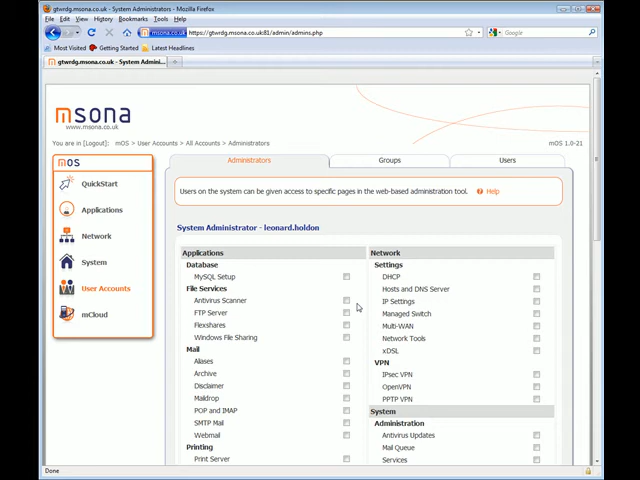 gtwrdg.msona.co.uk - System Administrators - Mozilla Firefox
File Edit View History Bookmarks Tools Help
msona.co.uk https://gtwrdg.msona.co.uk:81/admin/admins.php
Google
Most Visited Getting Started Latest Headlines
gtwrdg.msona.co.uk - System Admini...
msona
www.msona.co.uk
You are in [Logout]: mOS > User Accounts > All Accounts > Administrators
mOS 1.0-21
mos
QuickStart
Applications
Network
System
User Accounts
mCloud
Administrators
Groups
Users
Users on the system can be given access to specific pages in the web-based administration tool.
Help
System Administrator - leonard.holdon
Applications
Database
MySQL Setup
File Services
Antivirus Scanner
FTP Server
Flexshares
Windows File Sharing
Mail
Aliases
Archive
Disclaimer
Maildrop
POP and IMAP
SMTP Mail
Webmail
Printing
Print Server
Network
Settings
DHCP
Hosts and DNS Server
IP Settings
Managed Switch
Multi-WAN
Network Tools
xDSL
VPN
IPsec VPN
OpenVPN
PPTP VPN
System
Administration
Antivirus Updates
Mail Queue
Services
Done